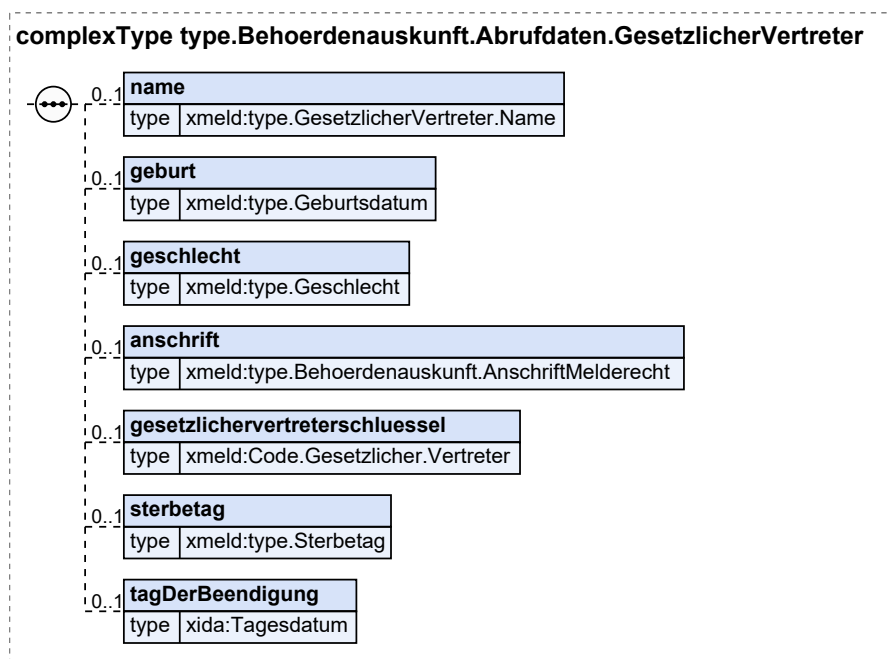 complexType type.Behoerdenauskunft.Abrufdaten.GesetzlicherVertreter
0..1 name
type xmeld:type.GesetzlicherVertreter.Name
0..1 geburt
type xmeld:type.Geburtsdatum
0..1 geschlecht
type xmeld:type.Geschlecht
0..1 anschrift
type xmeld:type.Behoerdenauskunft.AnschriftMelderecht
0..1 gesetzlichervertreterschluessel
type xmeld:Code.Gesetzlicher.Vertreter
0..1 sterbetag
type xmeld:type.Sterbetag
0..1 tagDerBeendigung
type xida:Tagesdatum